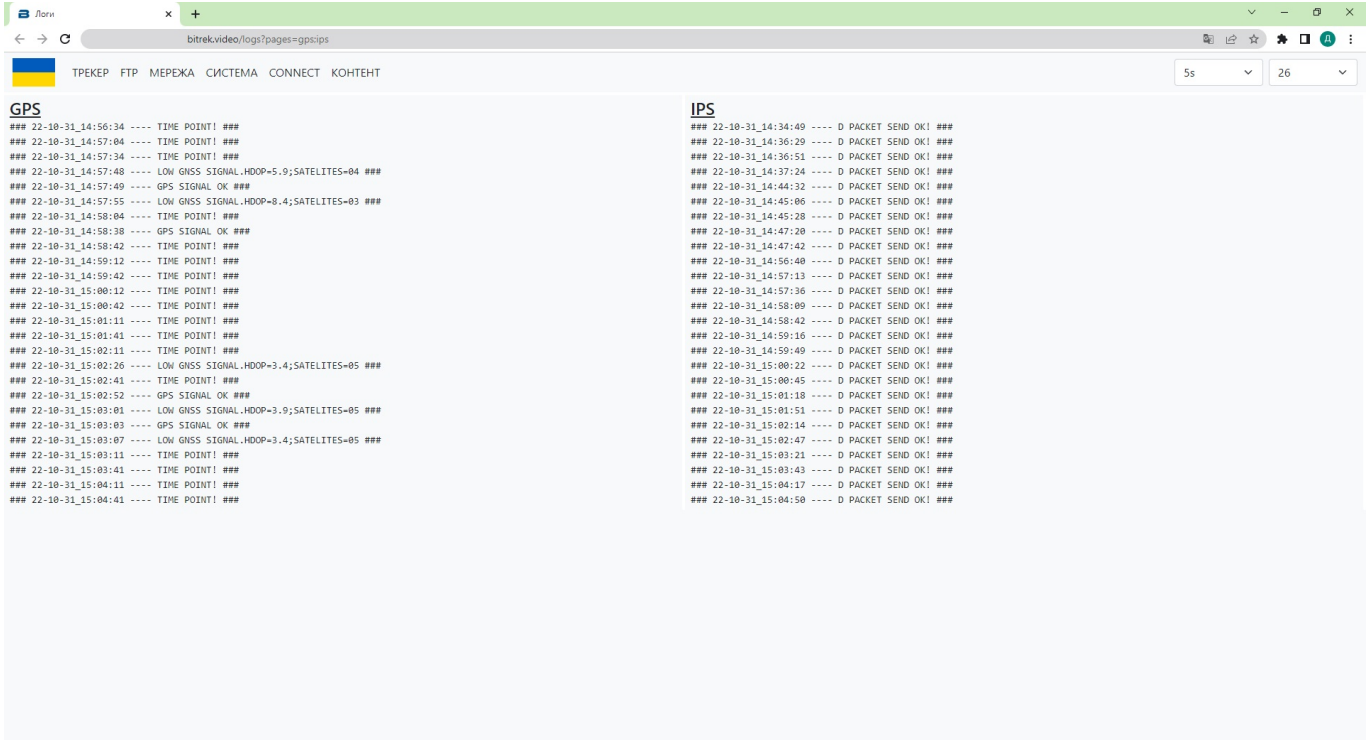 Логи
bitrek.video/logs?pages=gps;ips
Д
ТРЕКЕР FTP МЕРЕЖА СИСТЕМА CONNECT КОНТЕНТ
5s
26
GPS
### 22-10-31_14:56:34 ---- TIME POINT! ###
### 22-10-31_14:57:04 ---- TIME POINT! ###
### 22-10-31_14:57:34 ---- TIME POINT! ###
### 22-10-31_14:57:48 ---- LOW GNSS SIGNAL.HDOP=5.9;SATELITES=04 ###
### 22-10-31_14:57:49 ---- GPS SIGNAL OK ###
### 22-10-31_14:57:55 ---- LOW GNSS SIGNAL.HDOP=8.4;SATELITES=03 ###
### 22-10-31_14:58:04 ---- TIME POINT! ###
### 22-10-31_14:58:38 ---- GPS SIGNAL OK ###
### 22-10-31_14:58:42 ---- TIME POINT! ###
### 22-10-31_14:59:12 ---- TIME POINT! ###
### 22-10-31_14:59:42 ---- TIME POINT! ###
### 22-10-31_15:00:12 ---- TIME POINT! ###
### 22-10-31_15:00:42 ---- TIME POINT! ###
### 22-10-31_15:01:11 ---- TIME POINT! ###
### 22-10-31_15:01:41 ---- TIME POINT! ###
### 22-10-31_15:02:11 ---- TIME POINT! ###
### 22-10-31_15:02:26 ---- LOW GNSS SIGNAL.HDOP=3.4;SATELITES=05 ###
### 22-10-31_15:02:41 ---- TIME POINT! ###
### 22-10-31_15:02:52 ---- GPS SIGNAL OK ###
### 22-10-31_15:03:01 ---- LOW GNSS SIGNAL.HDOP=3.9;SATELITES=05 ###
### 22-10-31_15:03:03 ---- GPS SIGNAL OK ###
### 22-10-31_15:03:07 ---- LOW GNSS SIGNAL.HDOP=3.4;SATELITES=05 ###
### 22-10-31_15:03:11 ---- TIME POINT! ###
### 22-10-31_15:03:41 ---- TIME POINT! ###
### 22-10-31_15:04:11 ---- TIME POINT! ###
### 22-10-31_15:04:41 ---- TIME POINT! ###
IPS
### 22-10-31_14:34:49 ---- D PACKET SEND OK! ###
### 22-10-31_14:36:29 ---- D PACKET SEND OK! ###
### 22-10-31_14:36:51 ---- D PACKET SEND OK! ###
### 22-10-31_14:37:24 ---- D PACKET SEND OK! ###
### 22-10-31_14:44:32 ---- D PACKET SEND OK! ###
### 22-10-31_14:45:06 ---- D PACKET SEND OK! ###
### 22-10-31_14:45:28 ---- D PACKET SEND OK! ###
### 22-10-31_14:47:20 ---- D PACKET SEND OK! ###
### 22-10-31_14:47:42 ---- D PACKET SEND OK! ###
### 22-10-31_14:56:40 ---- D PACKET SEND OK! ###
### 22-10-31_14:57:13 ---- D PACKET SEND OK! ###
### 22-10-31_14:57:36 ---- D PACKET SEND OK! ###
### 22-10-31_14:58:09 ---- D PACKET SEND OK! ###
### 22-10-31_14:58:42 ---- D PACKET SEND OK! ###
### 22-10-31_14:59:16 ---- D PACKET SEND OK! ###
### 22-10-31_14:59:49 ---- D PACKET SEND OK! ###
### 22-10-31_15:00:22 ---- D PACKET SEND OK! ###
### 22-10-31_15:00:45 ---- D PACKET SEND OK! ###
### 22-10-31_15:01:18 ---- D PACKET SEND OK! ###
### 22-10-31_15:01:51 ---- D PACKET SEND OK! ###
### 22-10-31_15:02:14 ---- D PACKET SEND OK! ###
### 22-10-31_15:02:47 ---- D PACKET SEND OK! ###
### 22-10-31_15:03:21 ---- D PACKET SEND OK! ###
### 22-10-31_15:03:43 ---- D PACKET SEND OK! ###
### 22-10-31_15:04:17 ---- D PACKET SEND OK! ###
### 22-10-31_15:04:50 ---- D PACKET SEND OK! ###